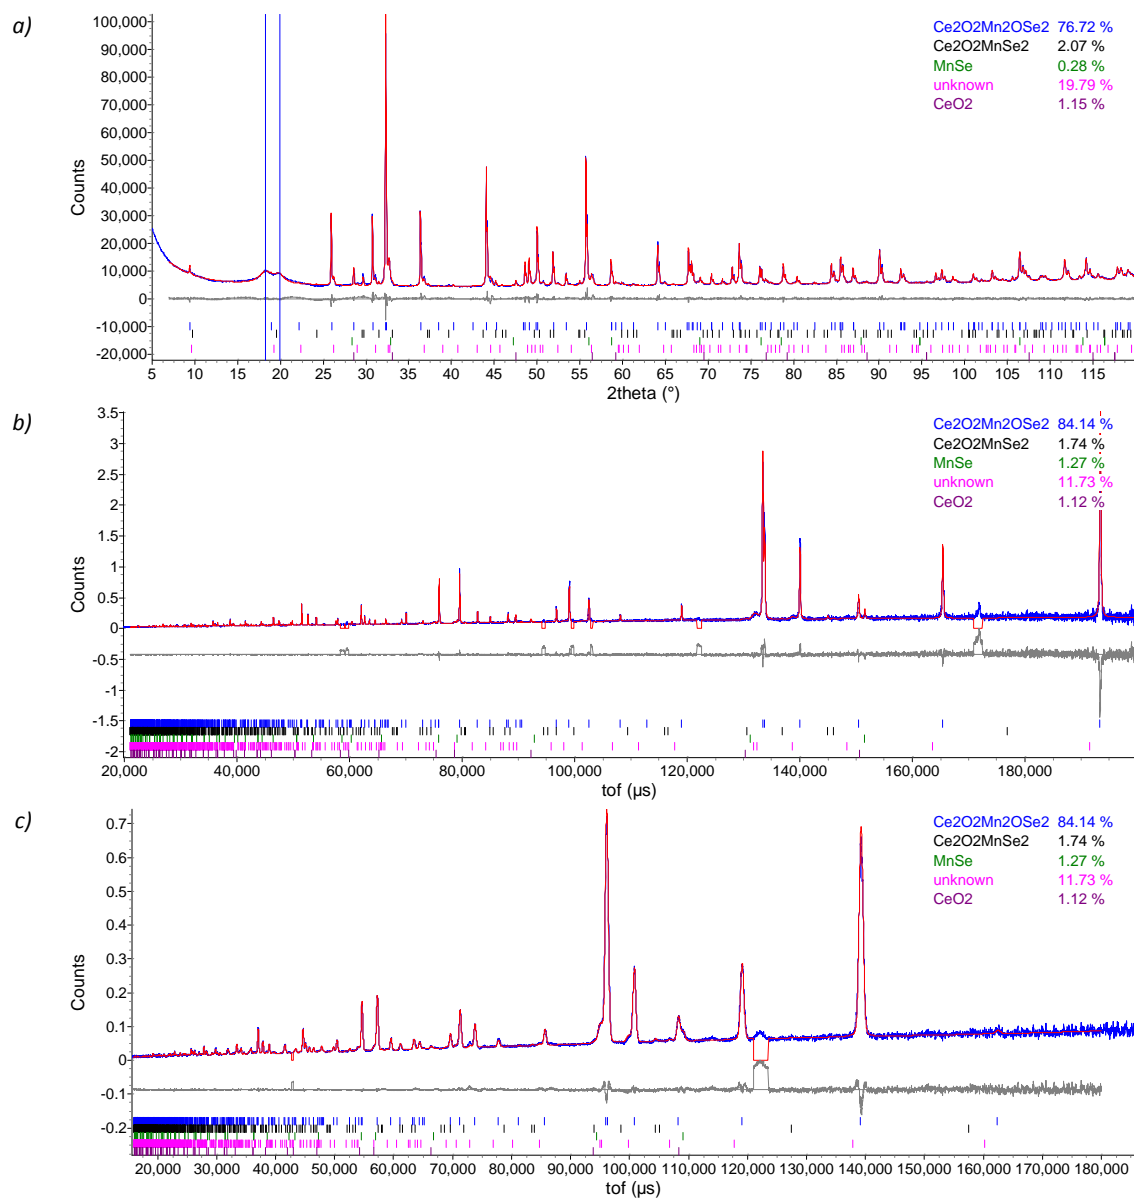 a)
100,000
90,000
80,000
70,000
60,000
50,000
40,000
30,000
20,000
10,000
0
-10,000
-20,000
Counts
Ce2O2Mn2OSe2 76.72 %
Ce2O2MnSe2 2.07 %
MnSe 0.28 %
unknown 19.79 %
CeO2 1.15 %
5 10 15 20 25 30 35 40 45 50 55 60 65 70 75 80 85 90 95 100 105 110 115
2theta (°)
b)
3.5
3
2.5
2
1.5
1
0.5
0
-0.5
-1
-1.5
-2
Counts
Ce2O2Mn2OSe2 84.14 %
Ce2O2MnSe2 1.74 %
MnSe 1.27 %
unknown 11.73 %
CeO2 1.12 %
20,000 40,000 60,000 80,000 100,000 120,000 140,000 160,000 180,000
tof (µs)
c)
0.7
0.6
0.5
0.4
0.3
0.2
0.1
0
-0.1
-0.2
Counts
Ce2O2Mn2OSe2 84.14 %
Ce2O2MnSe2 1.74 %
MnSe 1.27 %
unknown 11.73 %
CeO2 1.12 %
20,000 30,000 40,000 50,000 60,000 70,000 80,000 90,000 100,000 110,000 120,000 130,000 140,000 150,000 160,000 170,000 180,000
tof (µs)